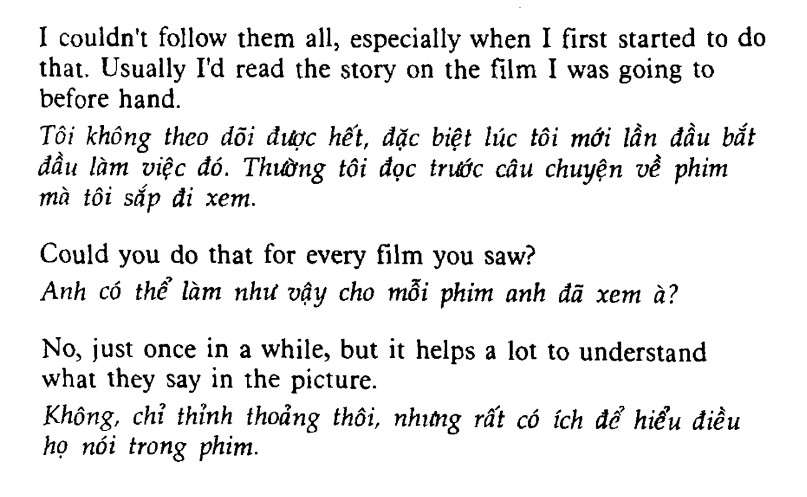 I couldn't follow them all, especially when I first started to do
that. Usually I'd read the story on the film I was going to
before hand.
Tôi không theo dõi được hết, đặc biệt lúc tôi mới lần đầu bắt
đầu làm việc đó. Thường tôi đọc trước câu chuyện về phim
mà tôi sắp đi xem.
Could you do that for every film you saw?
Anh có thể làm như vậy cho mỗi phim anh đã xem à?
No, just once in a while, but it helps a lot to understand
what they say in the picture.
Không, chỉ thỉnh thoảng thôi, nhưng rất có ích để hiểu điều
họ nói trong phim.